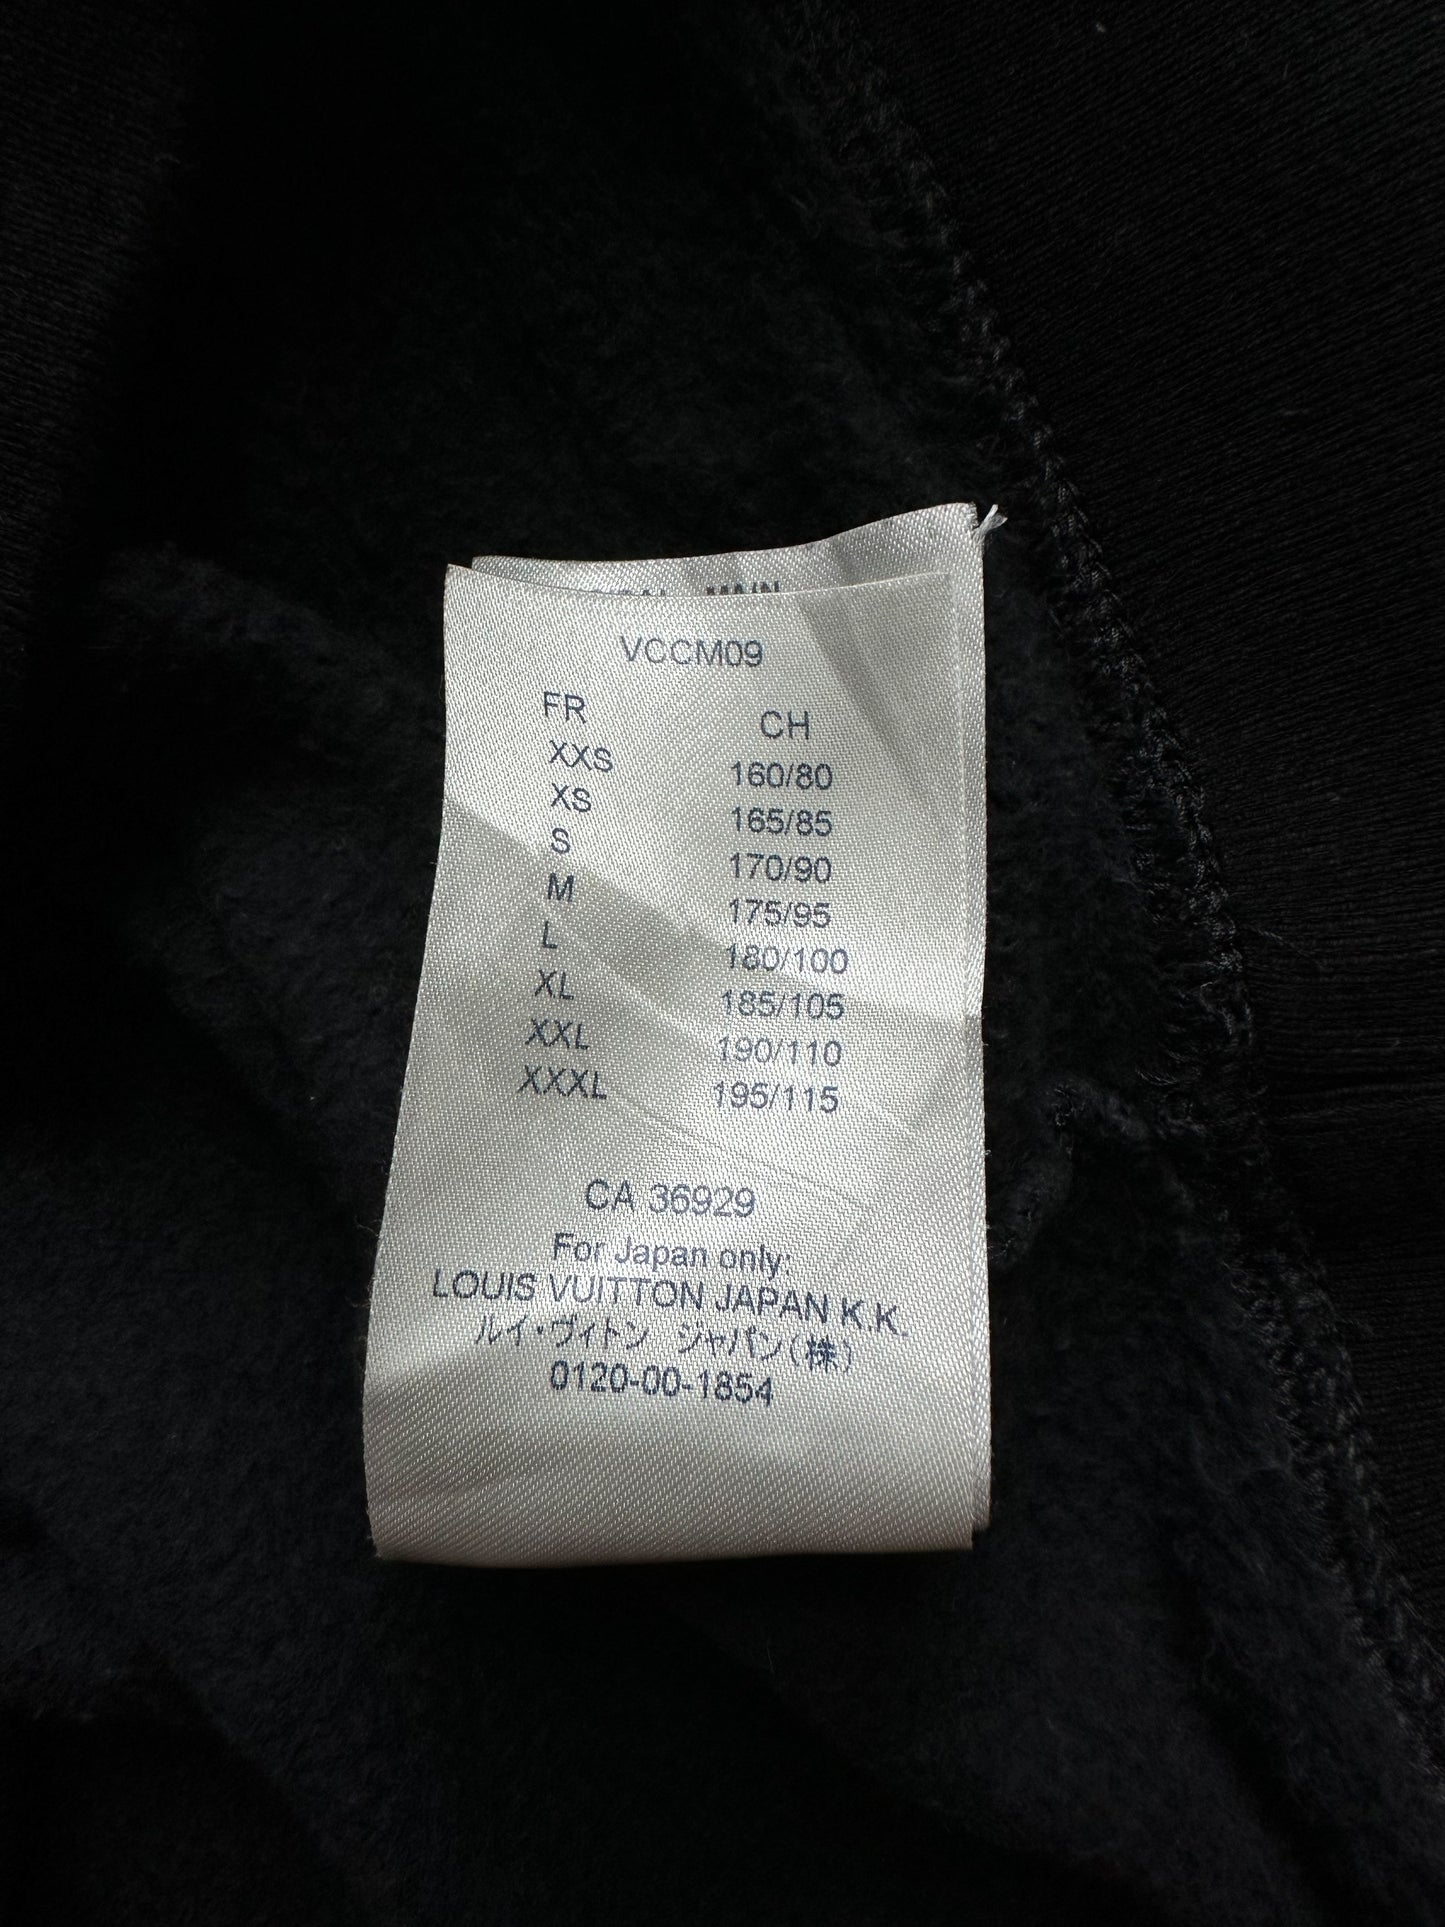 VCCM09
FR CH
XXS 160/80
XS 165/85
S 170/90
M 175/95
L 180/100
XL 185/105
XXL 190/110
XXXL 195/115
CA 36929
For Japan only:
LOUIS VUITTON JAPAN K.K.
ルイ・ヴィトン ジャパン(株)
0120-00-1854